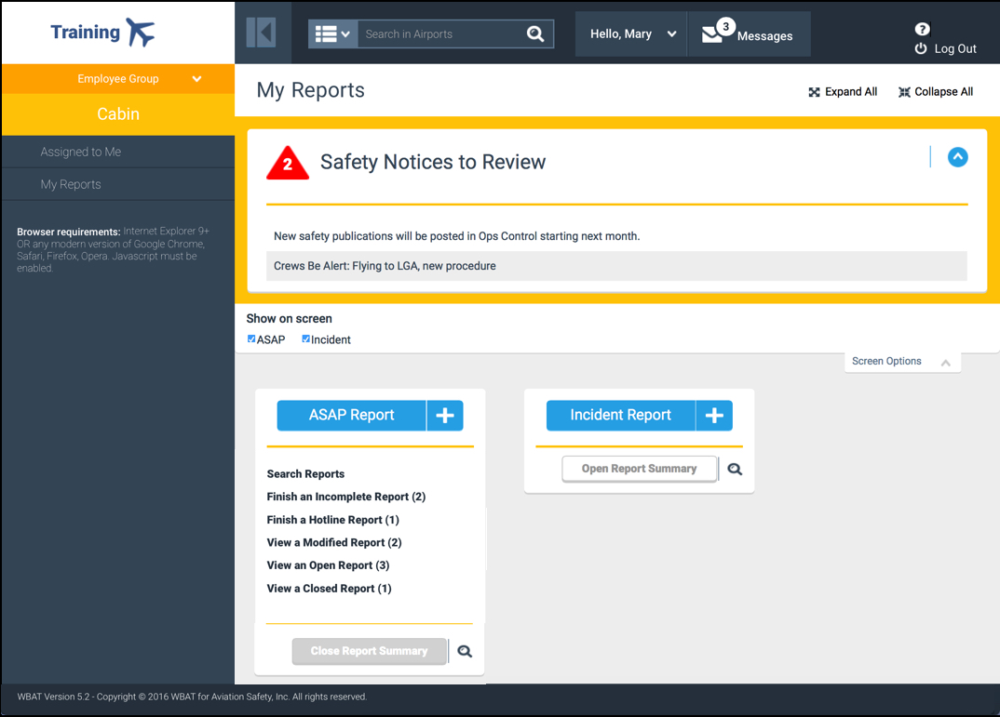 Training
Search in Airports
Hello, Mary
3
Messages
?
Log Out
Employee Group
Cabin
Assigned to Me
My Reports
Browser requirements: Internet Explorer 9+
OR any modern version of Google Chrome,
Safari, Firefox, Opera. Javascript must be
enabled.
My Reports
Expand All
Collapse All
2
Safety Notices to Review
New safety publications will be posted in Ops Control starting next month.
Crews Be Alert: Flying to LGA, new procedure
Show on screen
ASAP
Incident
Screen Options
ASAP Report
Search Reports
Finish an Incomplete Report (2)
Finish a Hotline Report (1)
View a Modified Report (2)
View an Open Report (3)
View a Closed Report (1)
Close Report Summary
Incident Report
Open Report Summary
WBAT Version 5.2 - Copyright © 2016 WBAT for Aviation Safety, Inc. All rights reserved.